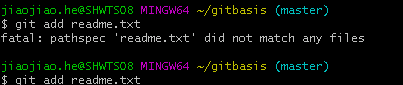 jiaojiao.he@SHWTS08 MINGW64 ~/gitbasis (master)
$ git add readme.txt
fatal: pathspec 'readme.txt' did not match any files

jiaojiao.he@SHWTS08 MINGW64 ~/gitbasis (master)
$ git add readme.txt